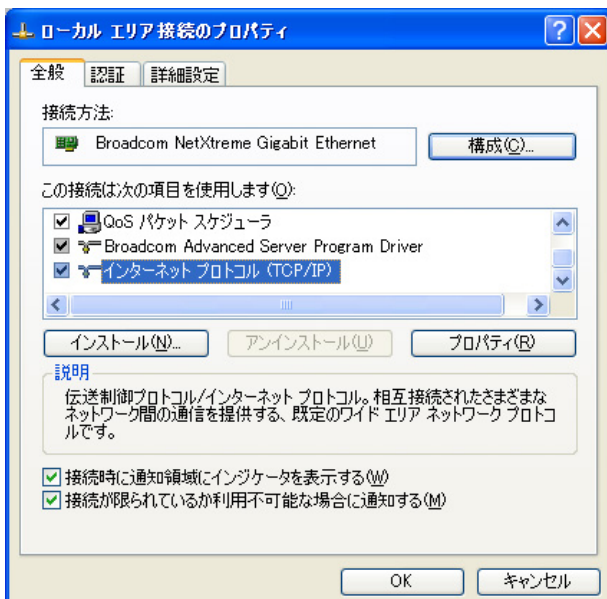 ローカル エリア接続のプロパティ
全般 認証 詳細設定
接続方法:
Broadcom NetXtreme Gigabit Ethernet 構成(C)...
この接続は次の項目を使用します(O):
QoS パケット スケジューラ
Broadcom Advanced Server Program Driver
インターネット プロトコル (TCP/IP)
インストール(N)... アンインストール(U) プロパティ(R)
説明
伝送制御プロトコル/インターネット プロトコル。相互接続されたさまざまな
ネットワーク間の通信を提供する、既定のワイド エリア ネットワーク プロトコ
ルです。
接続時に通知領域にインジケータを表示する(W)
接続が限られているか利用不可能な場合に通知する(M)
OK キャンセル